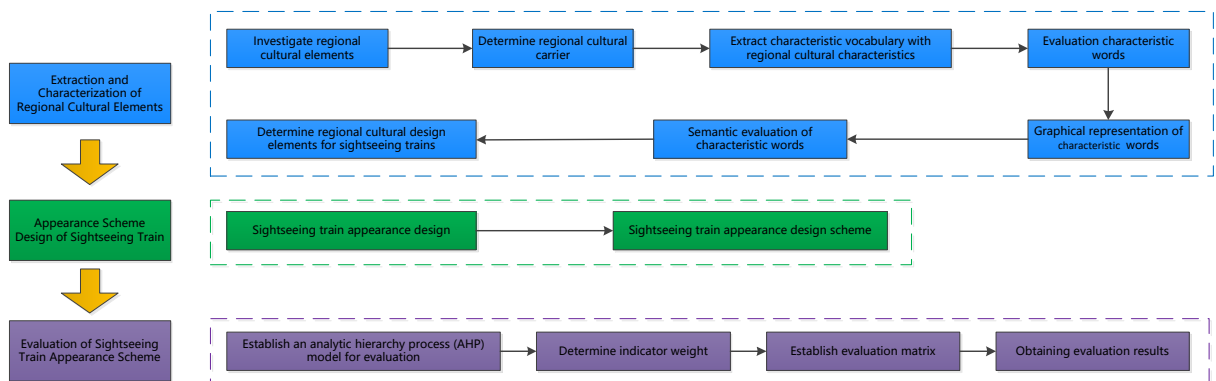 Investigate regional
cultural elements
Determine regional cultural
carrier
Extract characteristic vocabulary with
regional cultural characteristics
Evaluation characteristic
words
Extraction and
Characterization of
Regional Cultural Elements
Determine regional cultural design
elements for sightseeing trains
Semantic evaluation of
characteristic words
Graphical representation of
characteristic words
Appearance Scheme
Design of Sightseeing Train
Sightseeing train appearance design
Sightseeing train appearance design scheme
Evaluation of Sightseeing
Train Appearance Scheme
Establish an analytic hierarchy process (AHP)
model for evaluation
Determine indicator weight
Establish evaluation matrix
Obtaining evaluation results